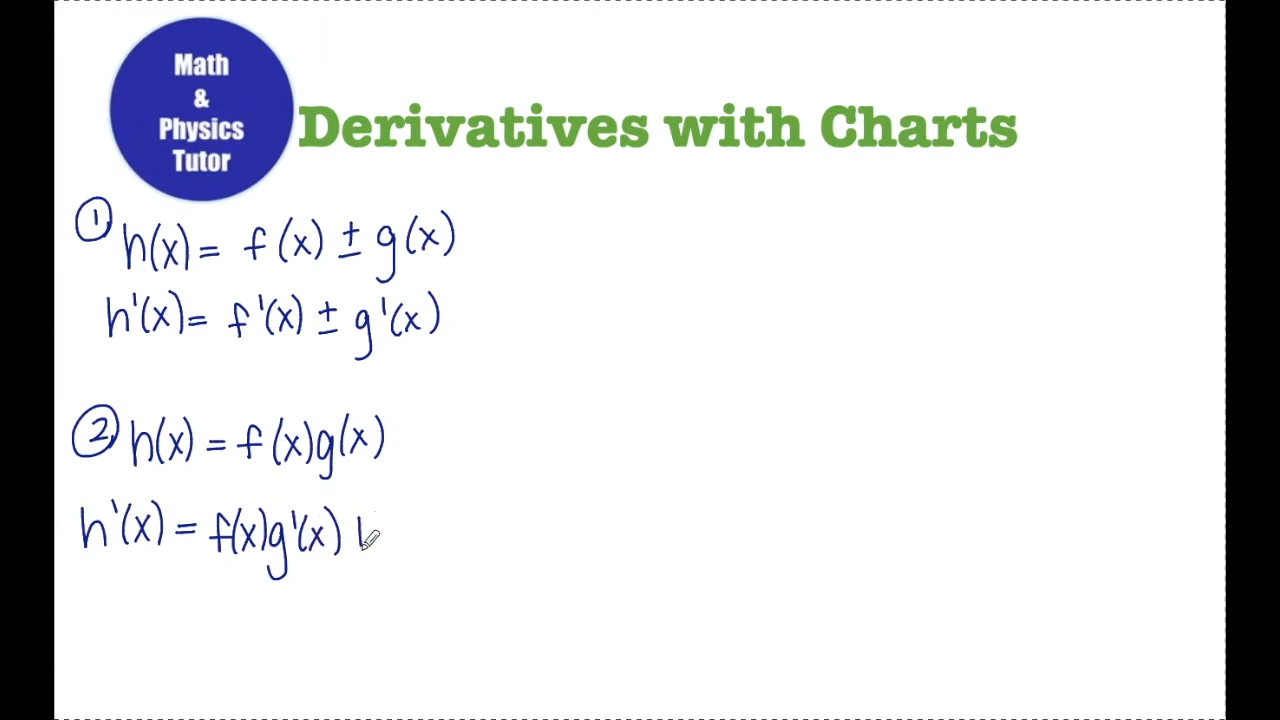 Math
&
Physics
Tutor
Derivatives with Charts
① h(x) = f(x) ± g(x)
h'(x) = f'(x) ± g'(x)
② h(x) = f(x)g(x)
h'(x) = f(x)g'(x)